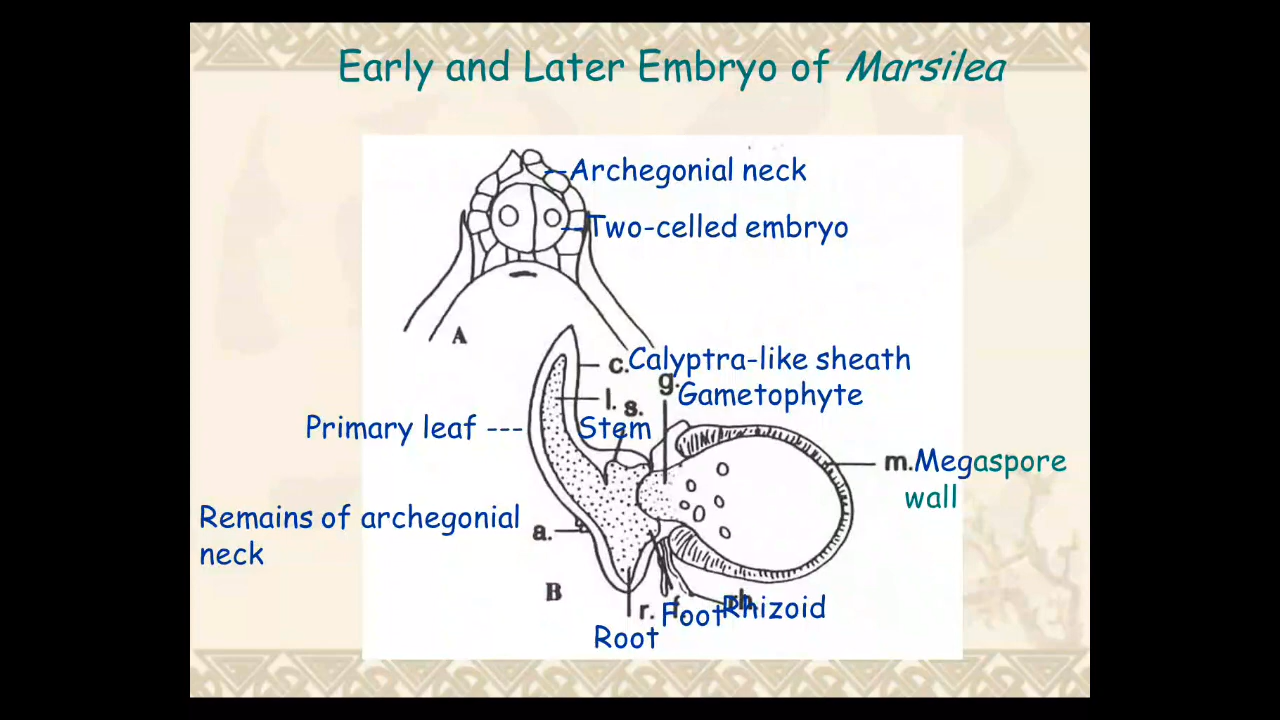 Early and Later Embryo of Marsilea
Archegonial neck
Two-celled embryo
A
c. Calyptra-like sheath
g. Gametophyte
l. s.
Primary leaf --- Stem
m. Megaspore
wall
Remains of archegonial
neck
a.
B
r. f. rh.
Foot Rhizoid
Root